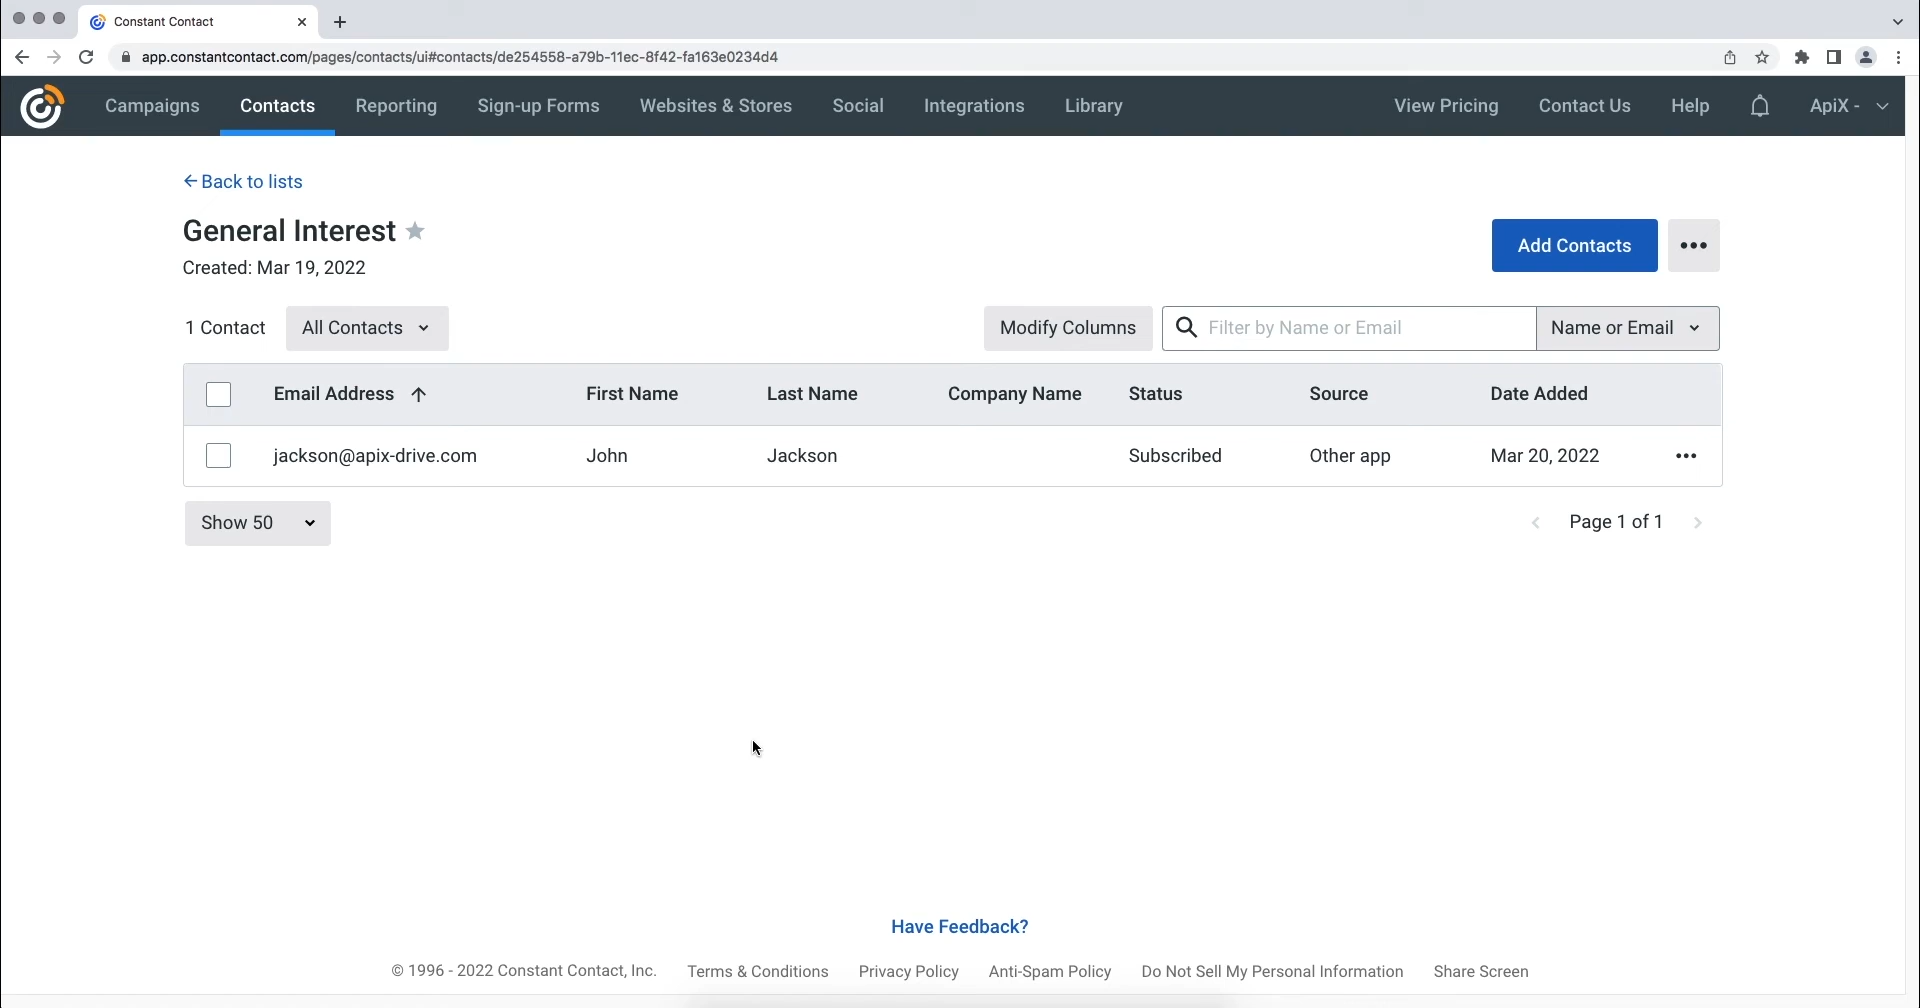 Constant Contact
app.constantcontact.com/pages/contacts/ui#contacts/de254558-a79b-11ec-8f42-fa163e0234d4
Campaigns Contacts Reporting Sign-up Forms Websites & Stores Social Integrations Library View Pricing Contact Us Help ApiX -
Back to lists
General Interest
Created: Mar 19, 2022
Add Contacts
1 Contact All Contacts Modify Columns Filter by Name or Email Name or Email
Email Address First Name Last Name Company Name Status Source Date Added
jackson@apix-drive.com John Jackson Subscribed Other app Mar 20, 2022
Show 50 Page 1 of 1
Have Feedback?
© 1996 - 2022 Constant Contact, Inc. Terms & Conditions Privacy Policy Anti-Spam Policy Do Not Sell My Personal Information Share Screen